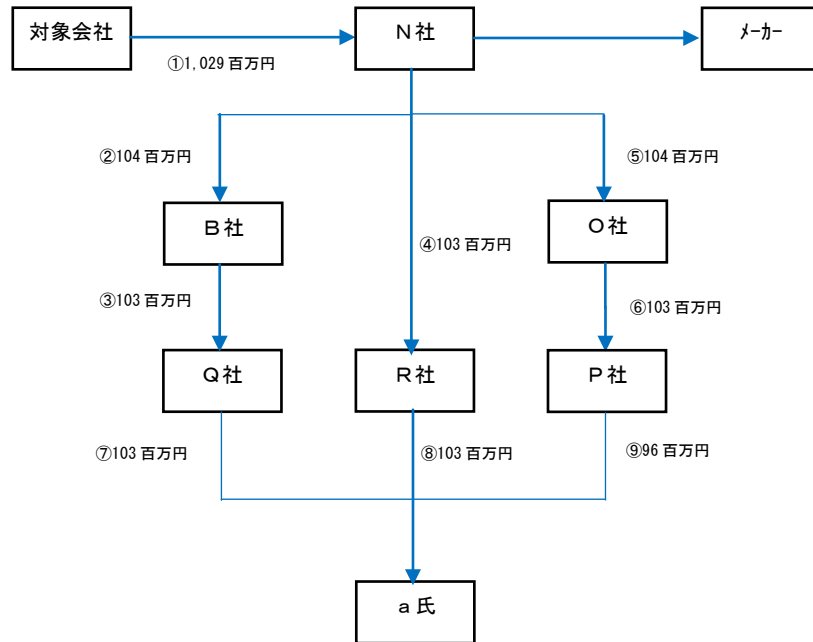 対象会社
N社
メーカー
①1,029 百万円
②104 百万円
⑤104 百万円
B社
O社
④103 百万円
③103 百万円
⑥103 百万円
Q社
R社
P社
⑦103 百万円
⑧103 百万円
⑨96 百万円
a 氏